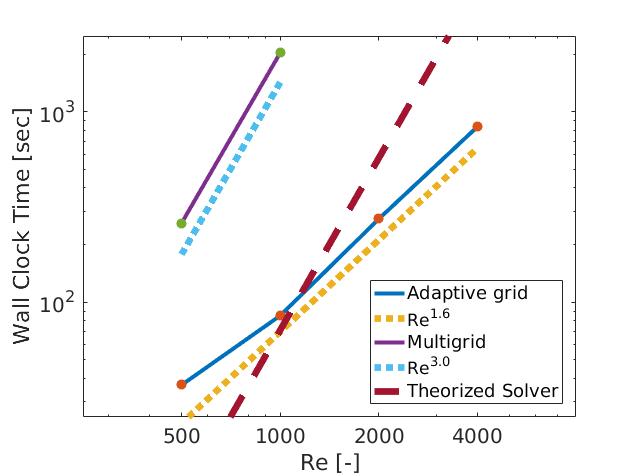 10^3
10^2
Wall Clock Time [sec]
500
1000
2000
4000
Re [-]
Adaptive grid
Re^1.6
Multigrid
Re^3.0
Theorized Solver